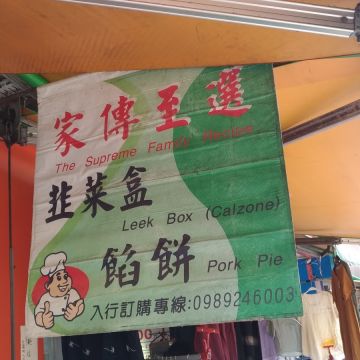 家傳至選
The Supreme Family
韭菜盒
Leek Box (Calzone)
餡餅
Pork Pie
入行訂購專線:0989246003